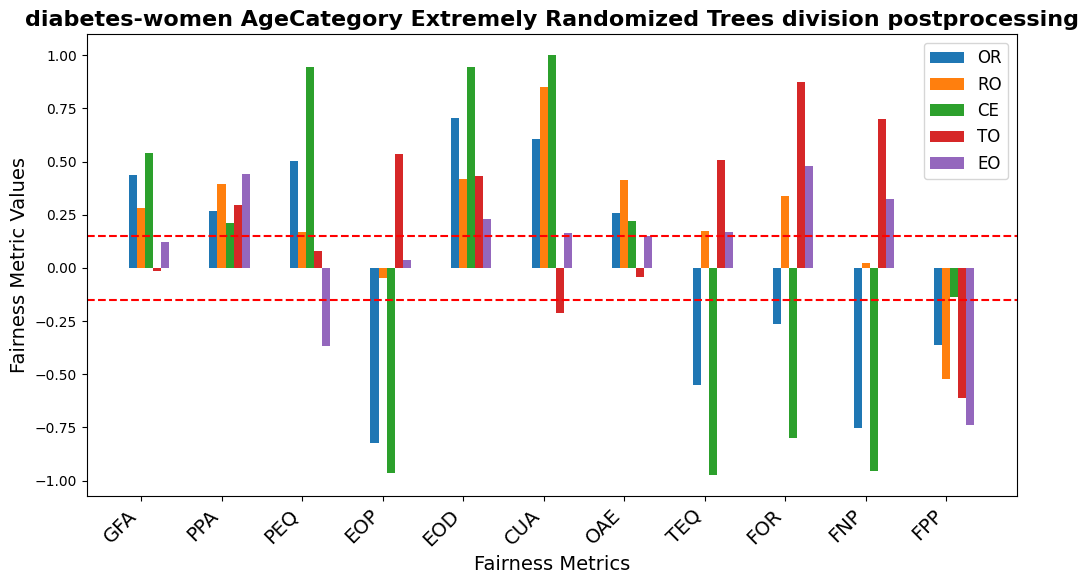 diabetes-women AgeCategory Extremely Randomized Trees division postprocessing
OR
RO
CE
TO
EO
1.00
0.75
0.50
0.25
0.00
−0.25
−0.50
−0.75
−1.00
Fairness Metric Values
GFA
PPA
PEQ
EOP
EOD
CUA
OAE
TEQ
FOR
FNP
FPP
Fairness Metrics